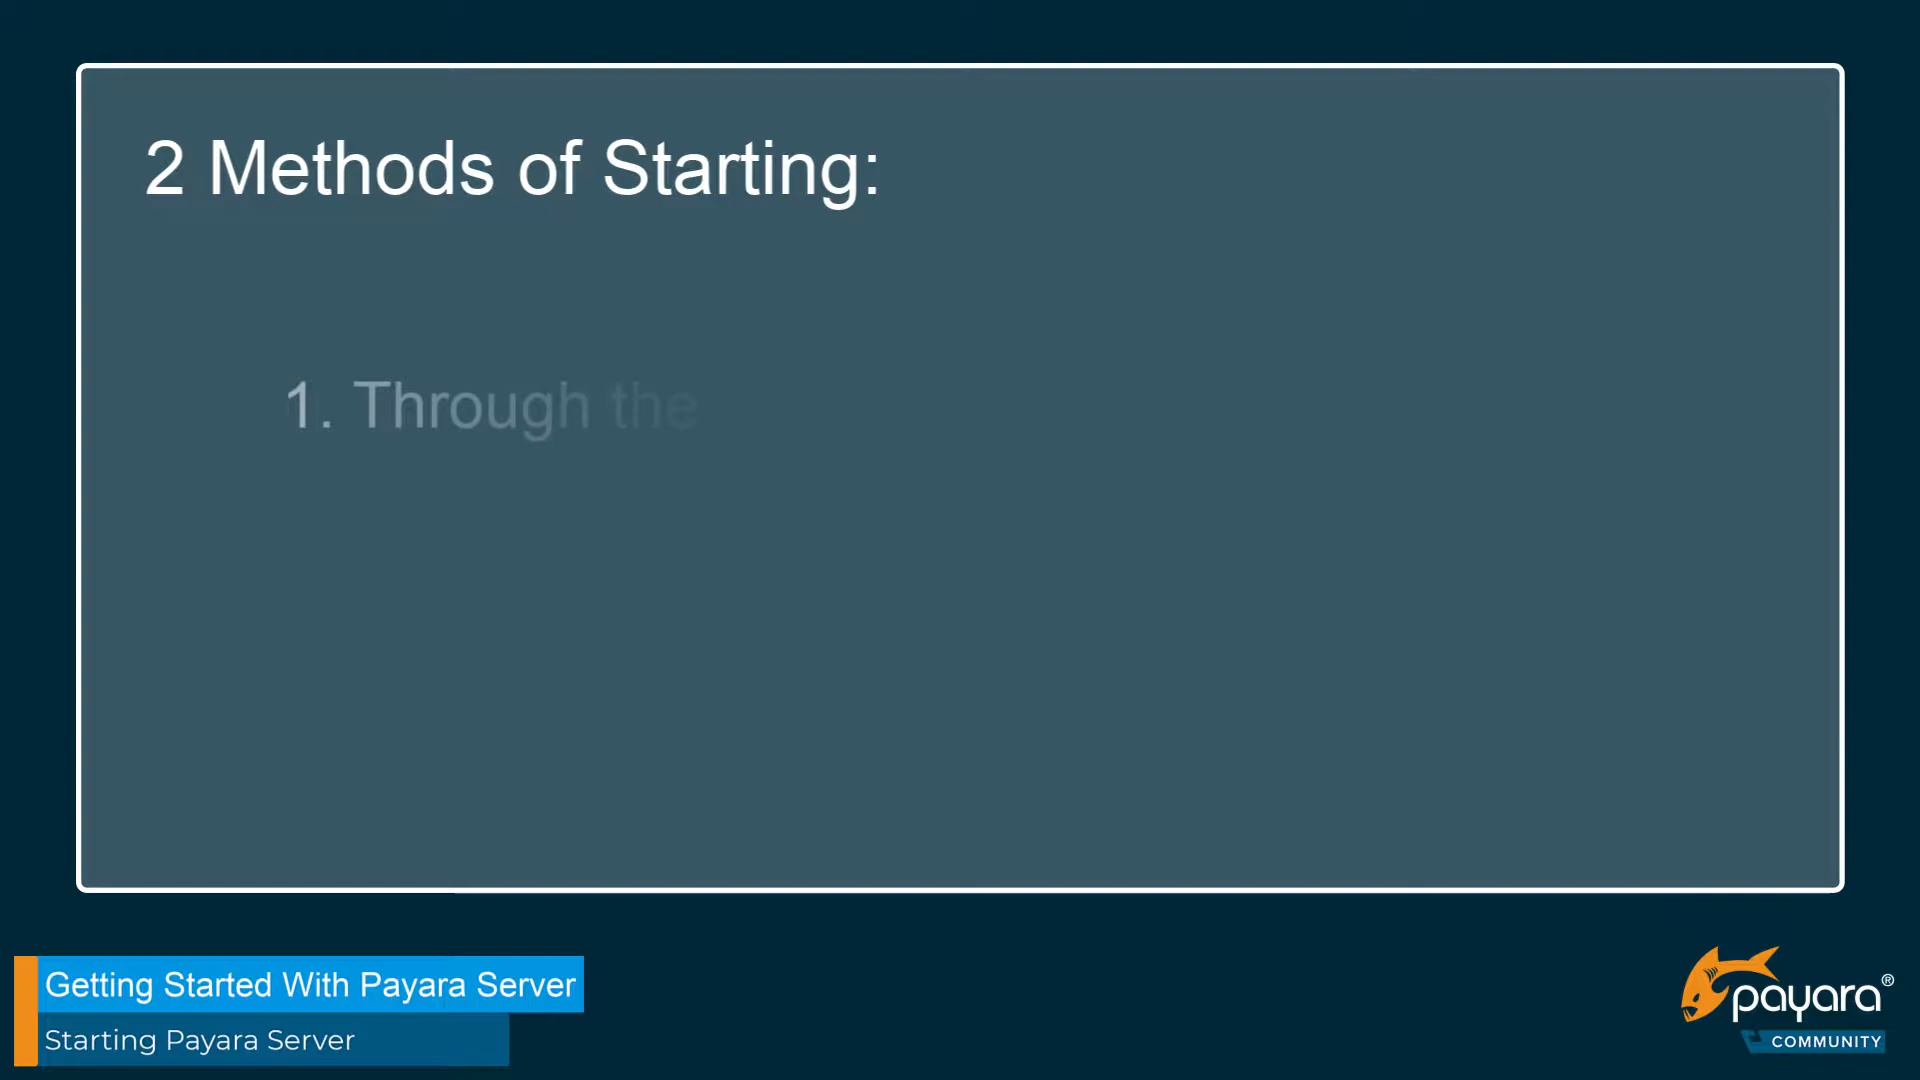 2 Methods of Starting:
1. Through the
Getting Started With Payara Server
Starting Payara Server
payara®
COMMUNITY